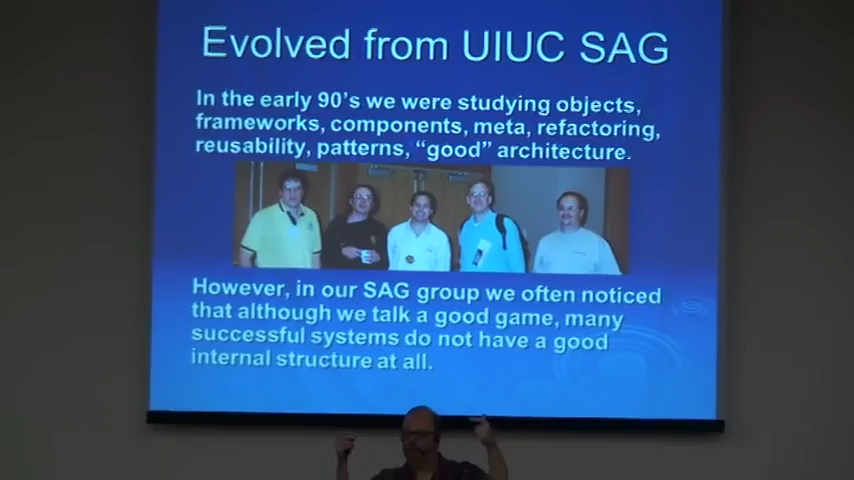 Evolved from UIUC SAG
In the early 90's we were studying objects,
frameworks, components, meta, refactoring,
reusability, patterns, "good" architecture.
However, in our SAG group we often noticed
that although we talk a good game, many
successful systems do not have a good
internal structure at all.